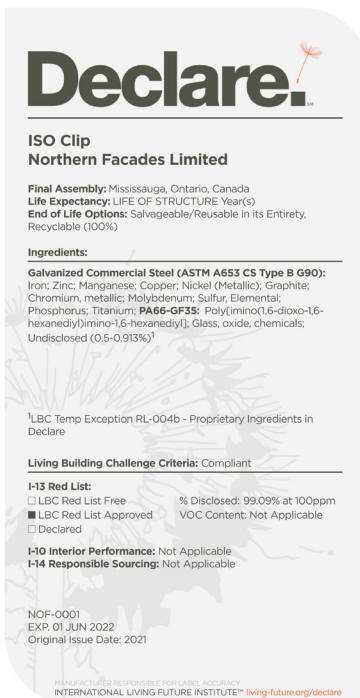 Declare.
SM
ISO Clip
Northern Facades Limited
Final Assembly: Mississauga, Ontario, Canada
Life Expectancy: LIFE OF STRUCTURE Year(s)
End of Life Options: Salvageable/Reusable in its Entirety,
Recyclable (100%)
Ingredients:
Galvanized Commercial Steel (ASTM A653 CS Type B G90):
Iron; Zinc; Manganese; Copper; Nickel (Metallic); Graphite;
Chromium, metallic; Molybdenum; Sulfur, Elemental;
Phosphorus; Titanium; PA66-GF35: Poly[imino(1,6-dioxo-1,6-
hexanediyl)imino-1,6-hexanediyl]; Glass, oxide, chemicals;
Undisclosed (0.5-0.913%)¹
¹LBC Temp Exception RL-004b - Proprietary Ingredients in
Declare
Living Building Challenge Criteria: Compliant
I-13 Red List:
☐ LBC Red List Free % Disclosed: 99.09% at 100ppm
■ LBC Red List Approved VOC Content: Not Applicable
☐ Declared
I-10 Interior Performance: Not Applicable
I-14 Responsible Sourcing: Not Applicable
NOF-0001
EXP. 01 JUN 2022
Original Issue Date: 2021
MANUFACTURER RESPONSIBLE FOR LABEL ACCURACY
INTERNATIONAL LIVING FUTURE INSTITUTE™ living-future.org/declare